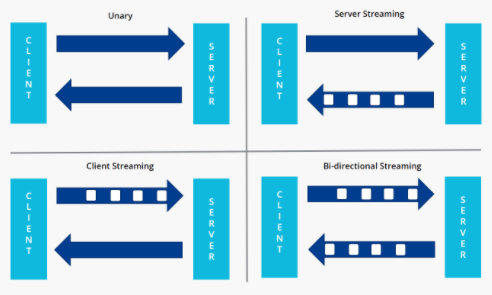 Unary
CLIENT
SERVER
Server Streaming
CLIENT
SERVER
Client Streaming
CLIENT
SERVER
Bi-directional Streaming
CLIENT
SERVER